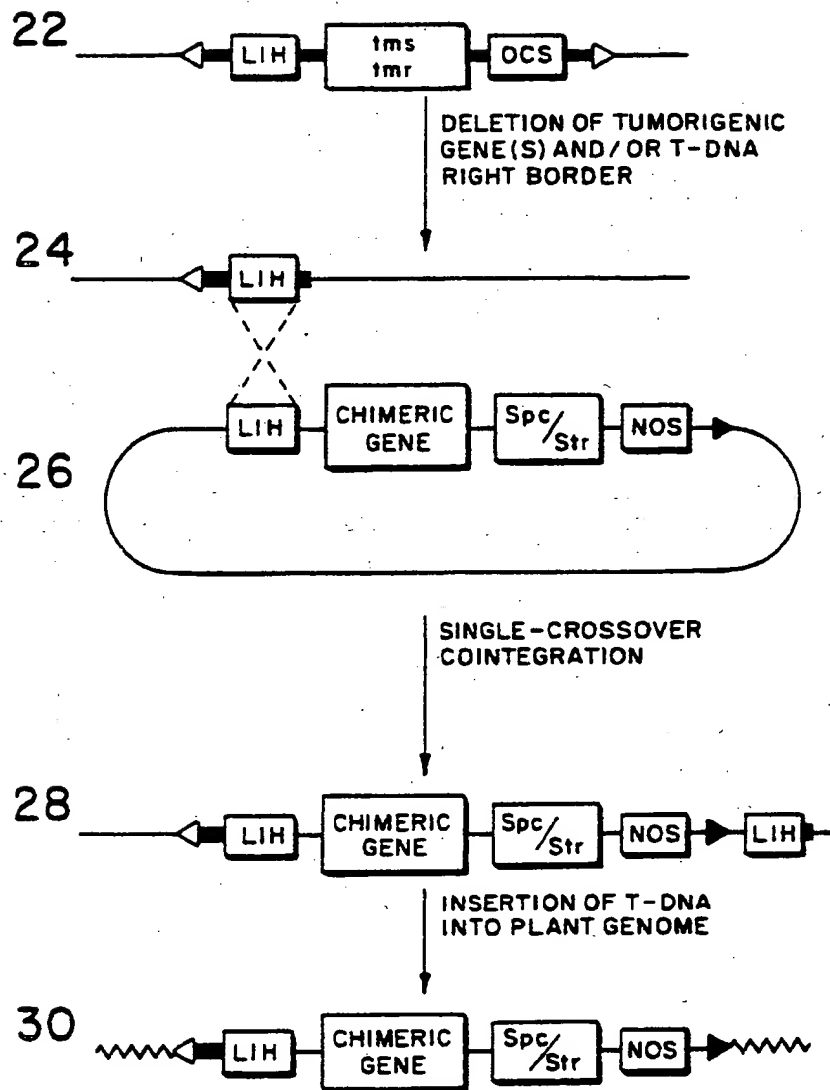 22
LIH
tms
tmr
OCS
DELETION OF TUMORIGENIC
GENE(S) AND/OR T-DNA
RIGHT BORDER
24
LIH
LIH
CHIMERIC
GENE
Spc/
Str
NOS
26
SINGLE-CROSSOVER
COINTEGRATION
28
LIH
CHIMERIC
GENE
Spc/
Str
NOS
LIH
INSERTION OF T-DNA
INTO PLANT GENOME
30
LIH
CHIMERIC
GENE
Spc/
Str
NOS